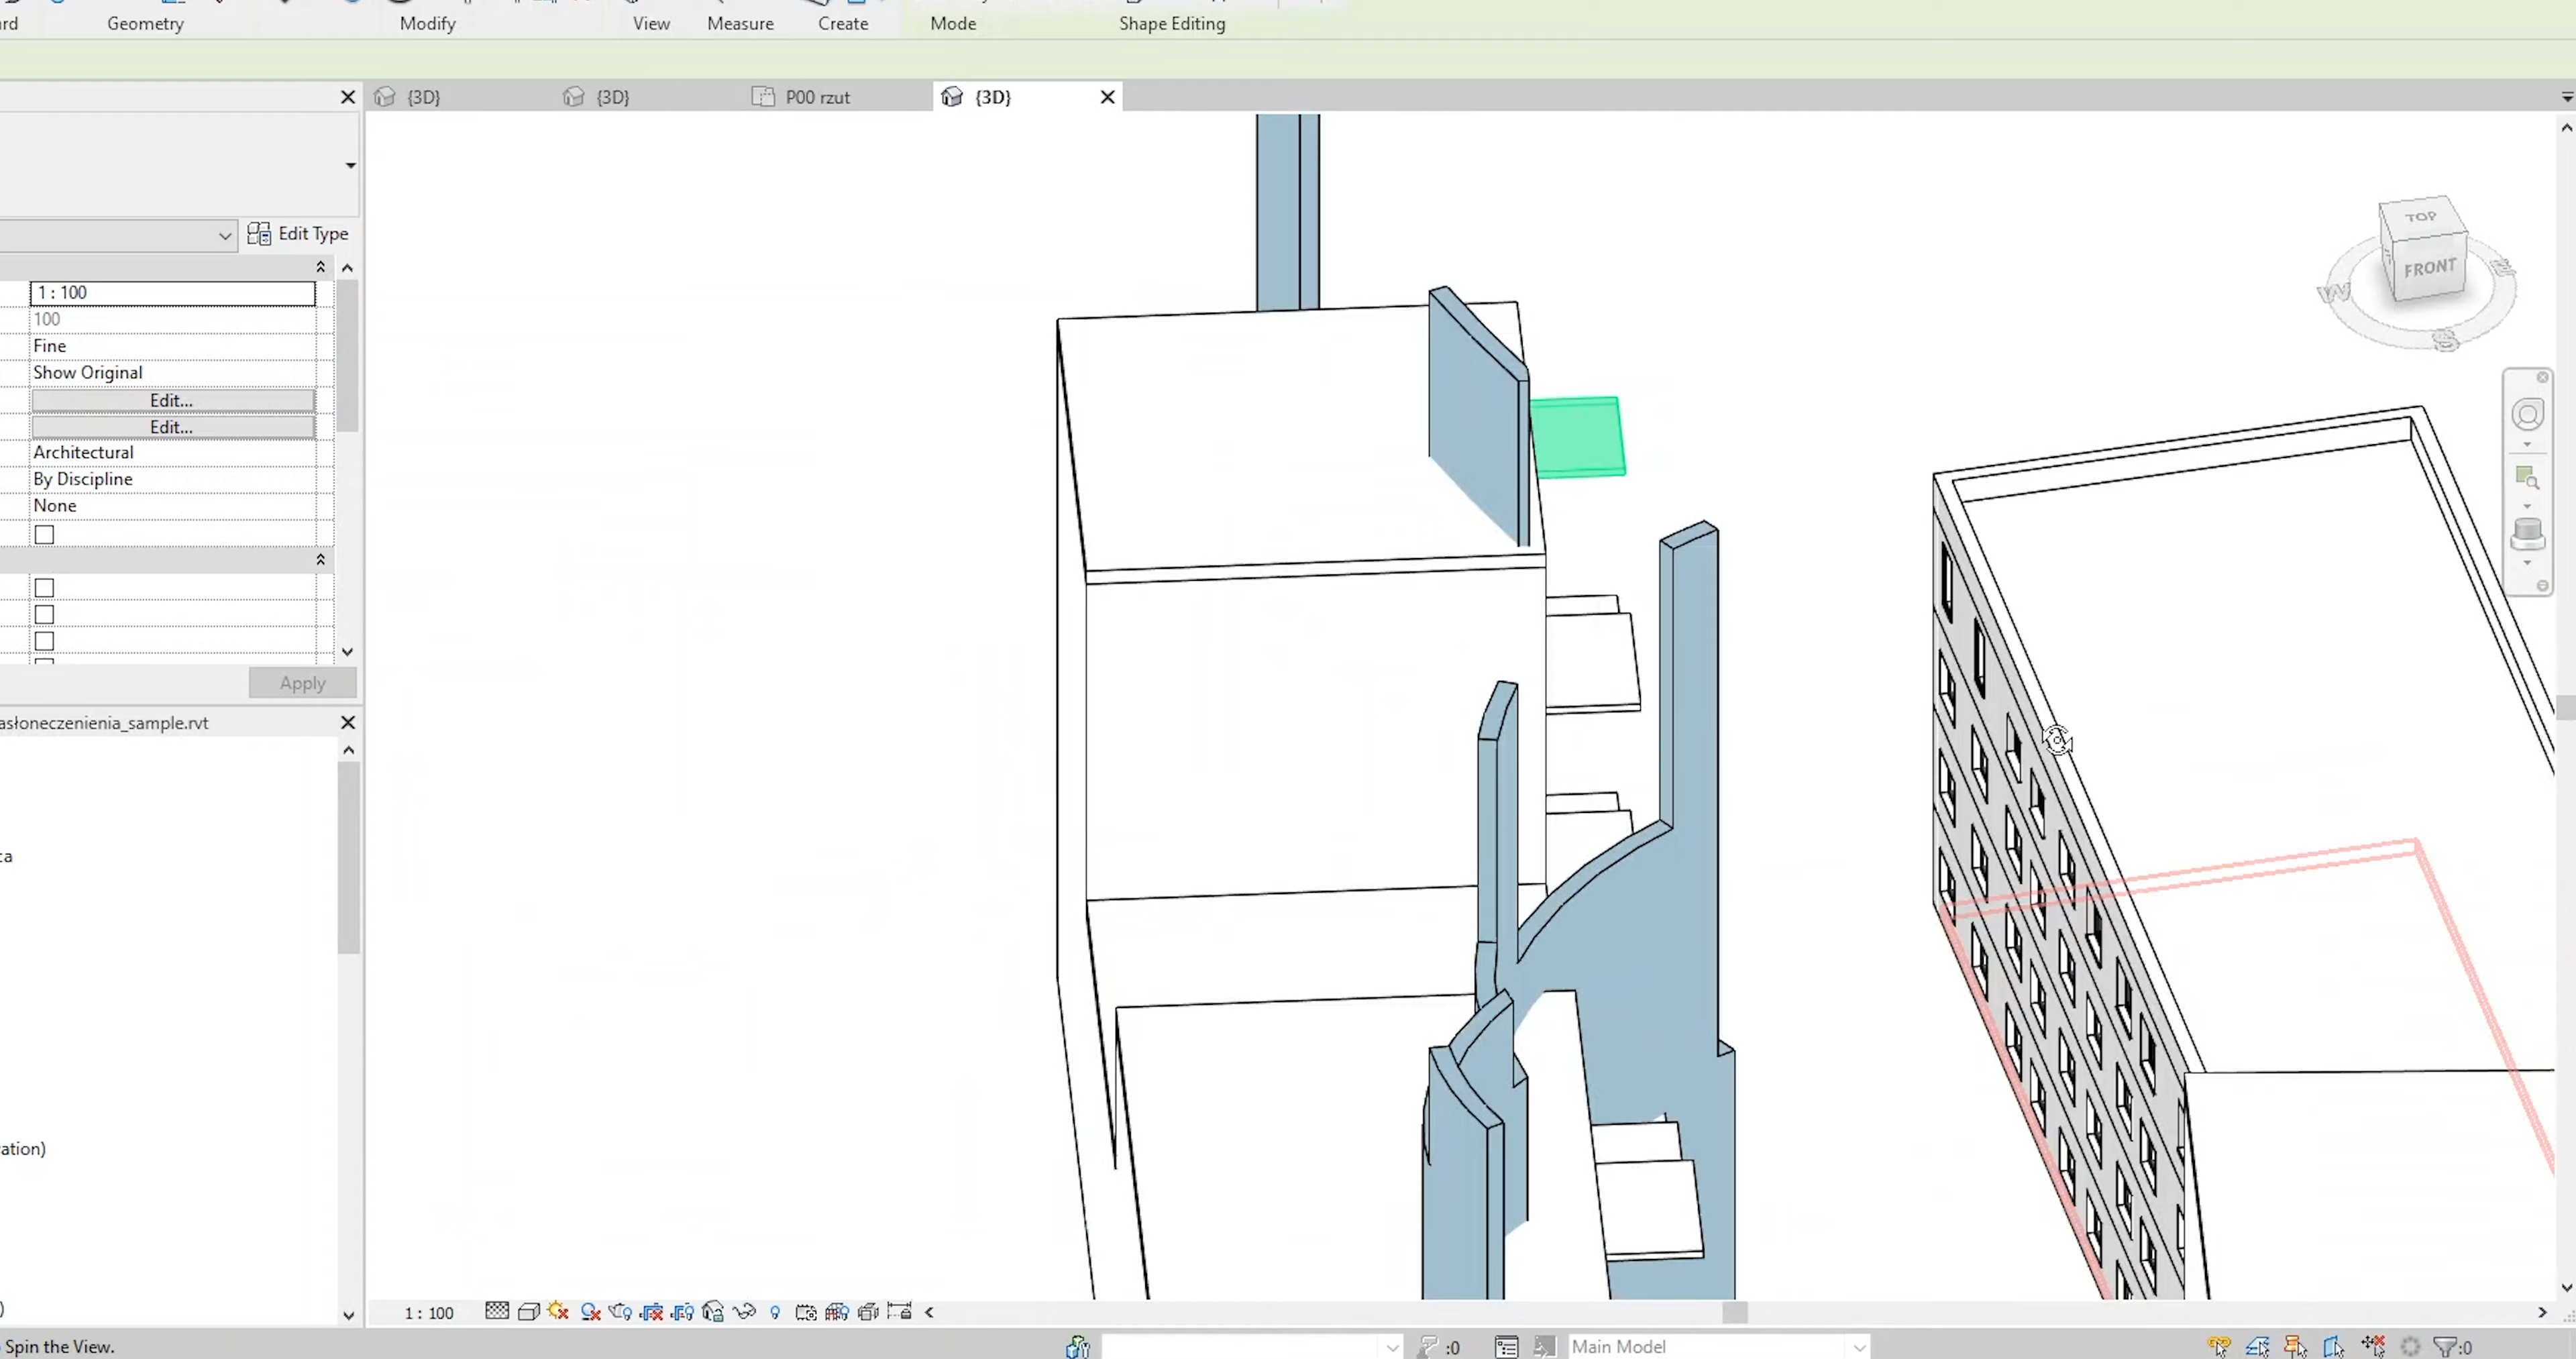 rd
Geometry
Modify
View
Measure
Create
Mode
Shape Editing
{3D}
{3D}
P00 rzut
{3D}
Edit Type
1 : 100
100
Fine
Show Original
Edit...
Edit...
Architectural
By Discipline
None
Apply
asłoneczenienia_sample.rvt
ca
ation)
)
TOP
FRONT
W
S
E
1 : 100
Spin the View.
:0
Main Model
:0